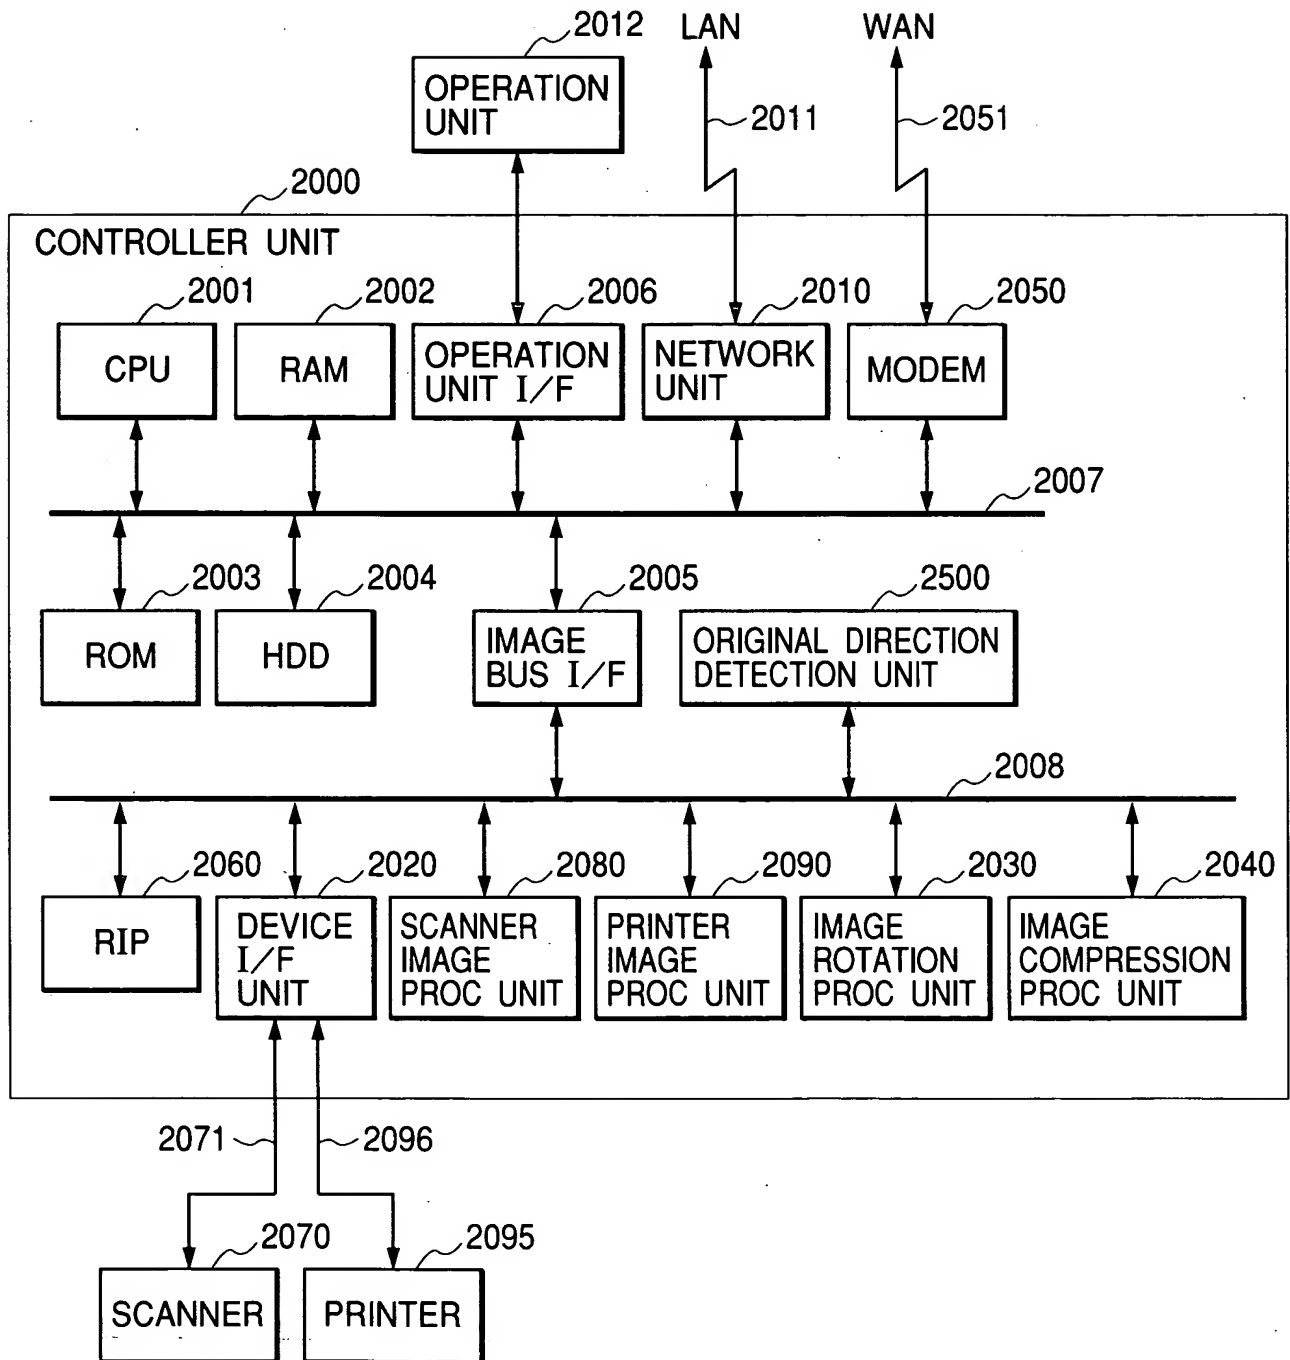 2012 LAN WAN
OPERATION
UNIT
2011 2051
2000
CONTROLLER UNIT
2001 2002 2006 2010 2050
CPU RAM OPERATION
UNIT I/F NETWORK
UNIT MODEM
2007
2003 2004 2005 2500
ROM HDD IMAGE
BUS I/F ORIGINAL DIRECTION
DETECTION UNIT
2008
2060 2020 2080 2090 2030 2040
RIP DEVICE
I/F
UNIT SCANNER
IMAGE
PROC UNIT PRINTER
IMAGE
PROC UNIT IMAGE
ROTATION
PROC UNIT IMAGE
COMPRESSION
PROC UNIT
2071 2096
2070 2095
SCANNER PRINTER